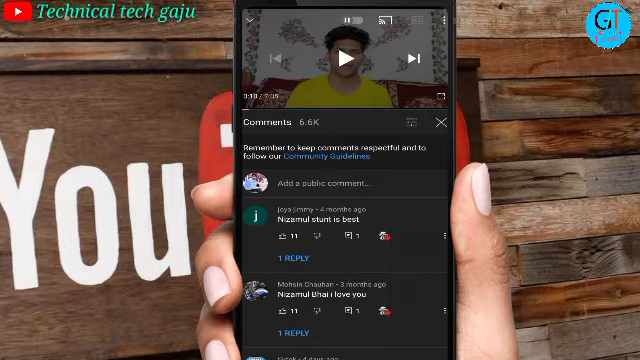 Technical tech gaju
GT
You
0:10 / 7:05
Comments 6.6K
Remember to keep comments respectful and to
follow our Community Guidelines
Add a public comment...
j
Joya Jimmy • 4 months ago
Nizamul stunt is best
11 1
1 REPLY
Mohsin Chauhan • 3 months ago
Nizamul Bhai i love you
11 1
1 REPLY